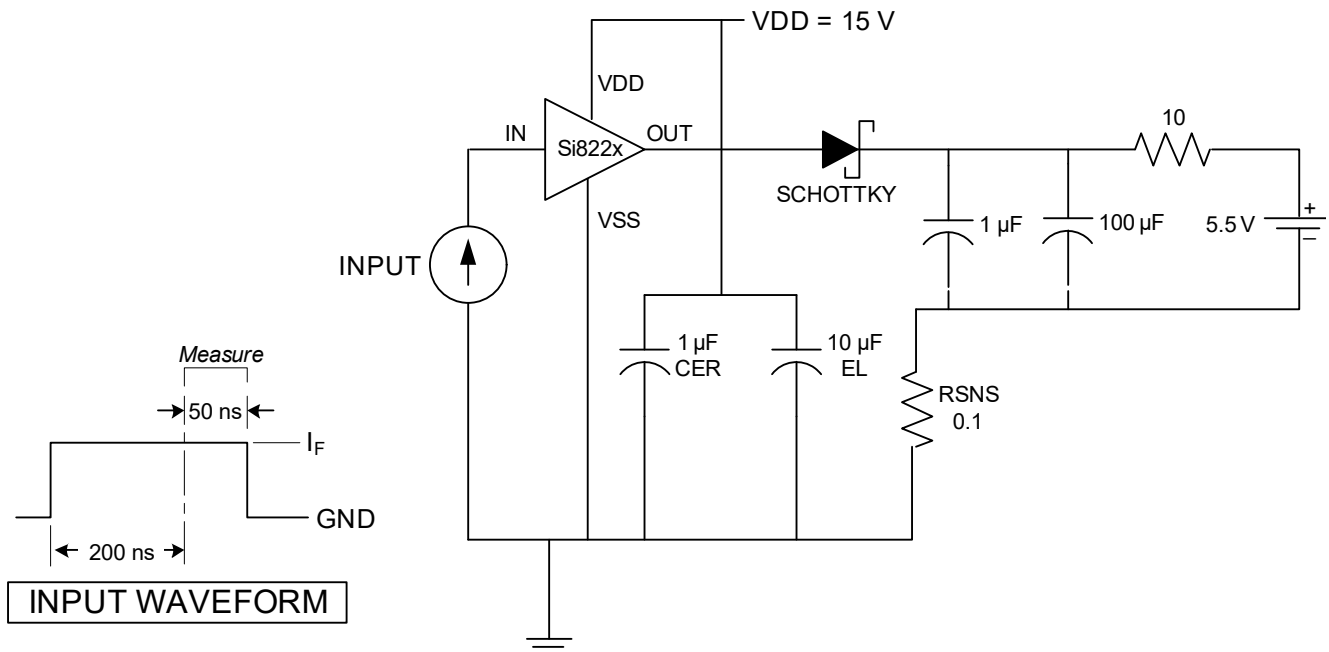 VDD = 15 V
VDD
IN
Si822x
OUT
10
SCHOTTKY
VSS
1 µF
100 µF
5.5 V
+
–
INPUT
1 µF
CER
10 µF
EL
RSNS
0.1
Measure
50 ns
IF
GND
200 ns
INPUT WAVEFORM